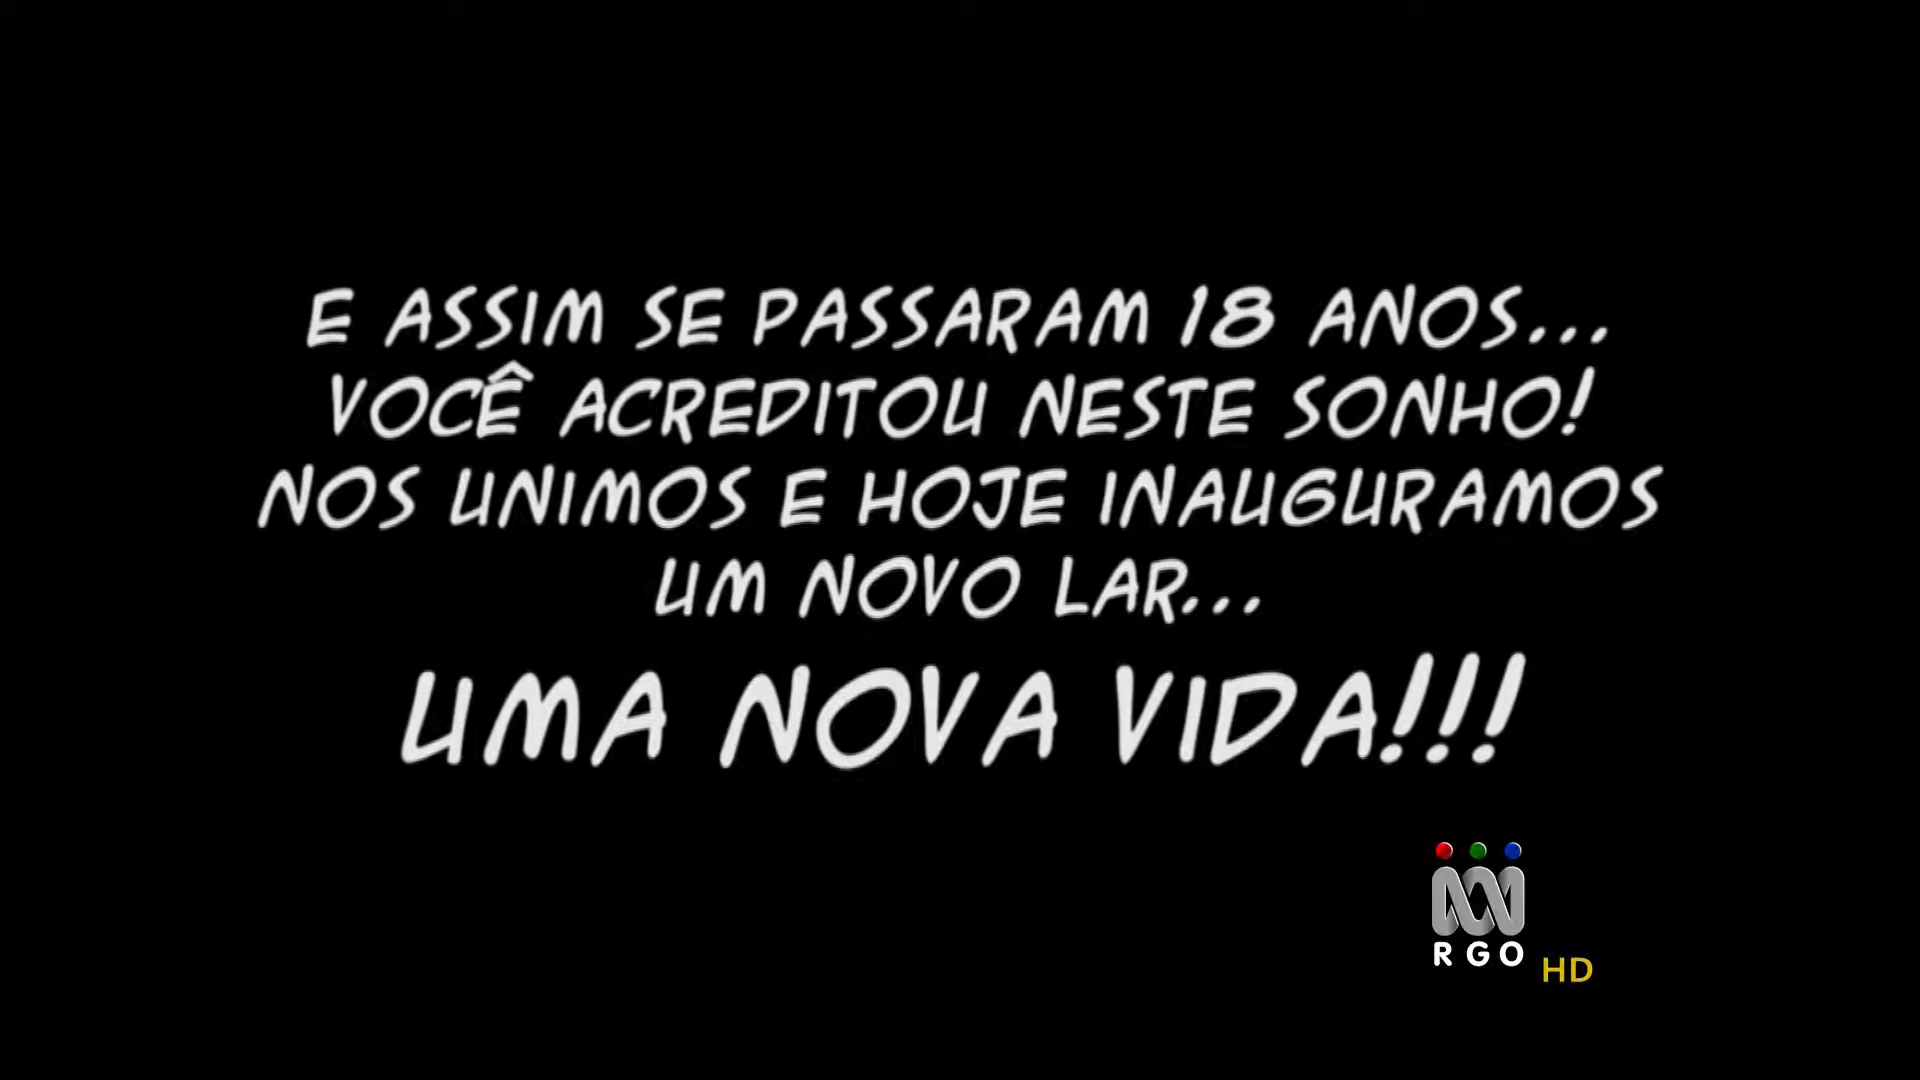 E ASSIM SE PASSARAM 18 ANOS...
VOCÊ ACREDITOU NESTE SONHO!
NOS UNIMOS E HOJE INAUGURAMOS
UM NOVO LAR...
UMA NOVA VIDA!!!
RGO
HD